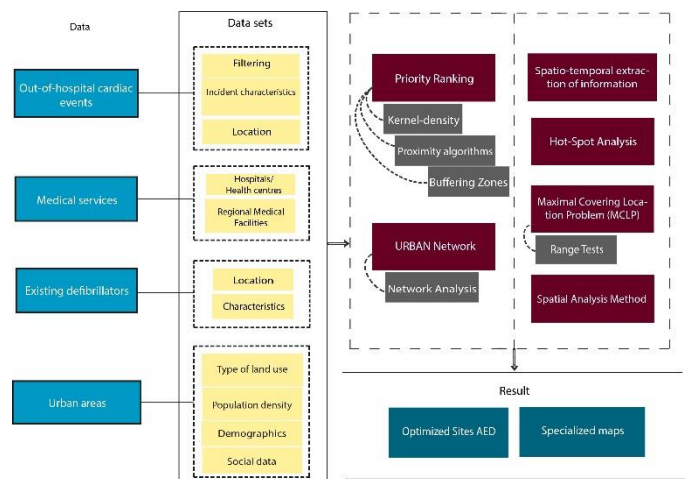 Data
Data sets
Out-of-hospital cardiac
events
Filtering
Incident characteristics
Location
Medical services
Hospitals/
Health centres
Regional Medical
Facilities
Existing defibrillators
Location
Characteristics
Urban areas
Type of land use
Population density
Demographics
Social data
Priority Ranking
Kernel-density
Proximity algorithms
Buffering Zones
URBAN Network
Network Analysis
Spatio-temporal extrac-
tion of information
Hot-Spot Analysis
Maximal Covering Loca-
tion Problem (MCLP)
Range Tests
Spatial Analysis Method
Result
Optimized Sites AED
Specialized maps